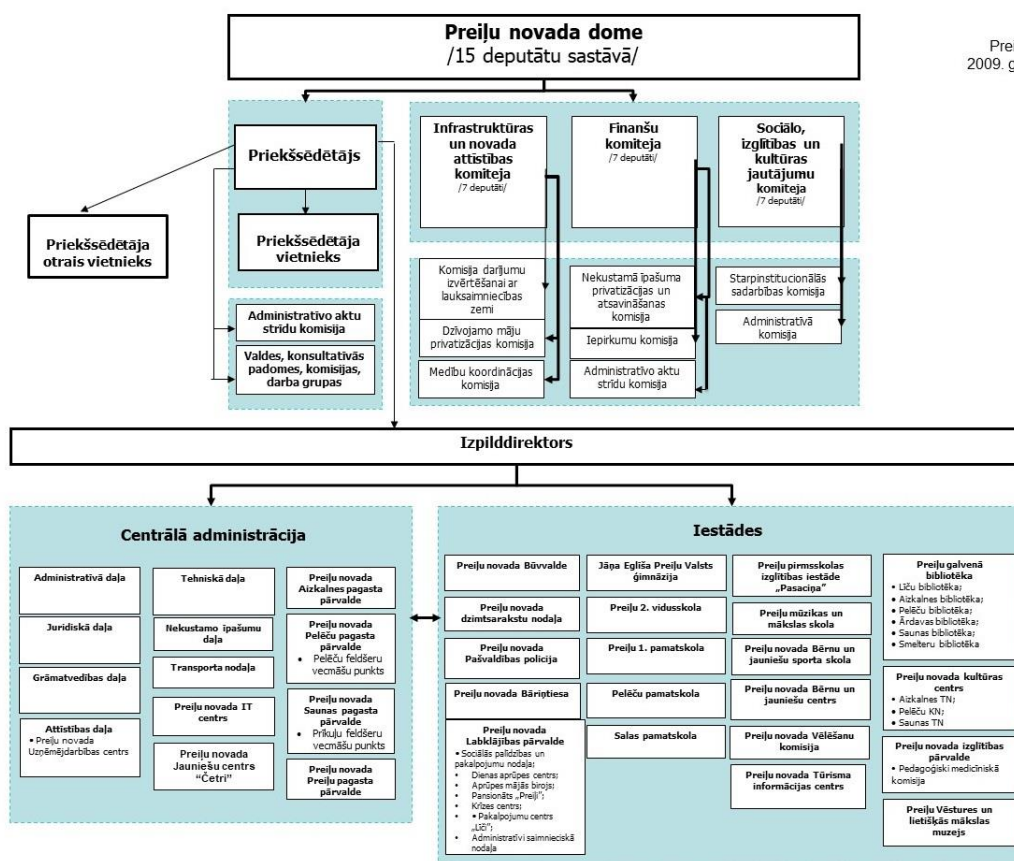 Preiļu novada dome
/15 deputātu sastāvā/
Prei
2009. g
Priekšsēdētājs
Priekšsēdētāja
otrais vietnieks
Priekšsēdētāja
vietnieks
Administratīvo aktu
strīdu komisija
Valdes, konsultatīvās
padomes, komisijas,
darba grupas
Infrastruktūras
un novada
attīstības
komiteja
/7 deputāti/
Finanšu
komiteja
/7 deputāti/
Sociālo,
izglītības un
kultūras
jautājumu
komiteja
/7 deputāti/
Komisija darījumu
izvērtēšanai ar
lauksaimniecības
zemi
Dzīvojamo māju
privatizācijas komisija
Medību koordinācijas
komisija
Nekustamā īpašuma
privatizācijas un
atsavināšanas
komisija
Iepirkumu komisija
Administratīvo aktu
strīdu komisija
Starpinstitucionālās
sadarbības komisija
Administratīvā
komisija
Izpilddirektors
Centrālā administrācija
Administratīvā daļa
Juridiskā daļa
Grāmatvedības daļa
Attīstības daļa
• Preiļu novada
Uzņēmējdarbības centrs
Tehniskā daļa
Nekustamo īpašumu
daļa
Transporta nodaļa
Preiļu novada IT
centrs
Preiļu novada
Jauniešu centrs
"Četri"
Preiļu novada
Aizkalnes pagasta
pārvalde
Preiļu novada
Pelēču pagasta
pārvalde
• Pelēču feldšeru
vecmāšu punkts
Preiļu novada
Saunas pagasta
pārvalde
• Prīkuļu feldšeru
vecmāšu punkts
Preiļu novada
Preiļu pagasta
pārvalde
Iestādes
Preiļu novada Būvvalde
Preiļu novada
dzimtsarakstu nodaļa
Preiļu novada
Pašvaldības policija
Preiļu novada Bāriņtiesa
Preiļu novada
Labklājības pārvalde
• Sociālās palīdzības un
pakalpojumu nodaļa;
• Dienas aprūpes centrs;
• Aprūpes mājās birojs;
• Pansionāts „Preiļi";
• Krīzes centrs;
• • Pakalpojumu centrs
„Līči";
• Administratīvi saimnieciskā
nodaļa
Jāņa Eglīša Preiļu Valsts
ģimnāzija
Preiļu 2. vidusskola
Preiļu 1. pamatskola
Pelēču pamatskola
Salas pamatskola
Preiļu pirmsskolas
izglītības iestāde
„Pasaciņa"
Preiļu mūzikas un
mākslas skola
Preiļu novada Bērnu un
jauniešu sporta skola
Preiļu novada Bērnu un
jauniešu centrs
Preiļu novada Vēlēšanu
komisija
Preiļu novada Tūrisma
informācijas centrs
Preiļu galvenā
bibliotēka
• Līču bibliotēka;
• Aizkalnes bibliotēka;
• Pelēču bibliotēka;
• Ārdavas bibliotēka;
• Saunas bibliotēka;
• Smelteru bibliotēka
Preiļu novada kultūras
centrs
• Aizkalnes TN;
• Pelēču KN;
• Saunas TN
Preiļu novada izglītības
pārvalde
• Pedagoģiski medicīniskā
komisija
Preiļu Vēstures un
lietišķās mākslas
muzejs